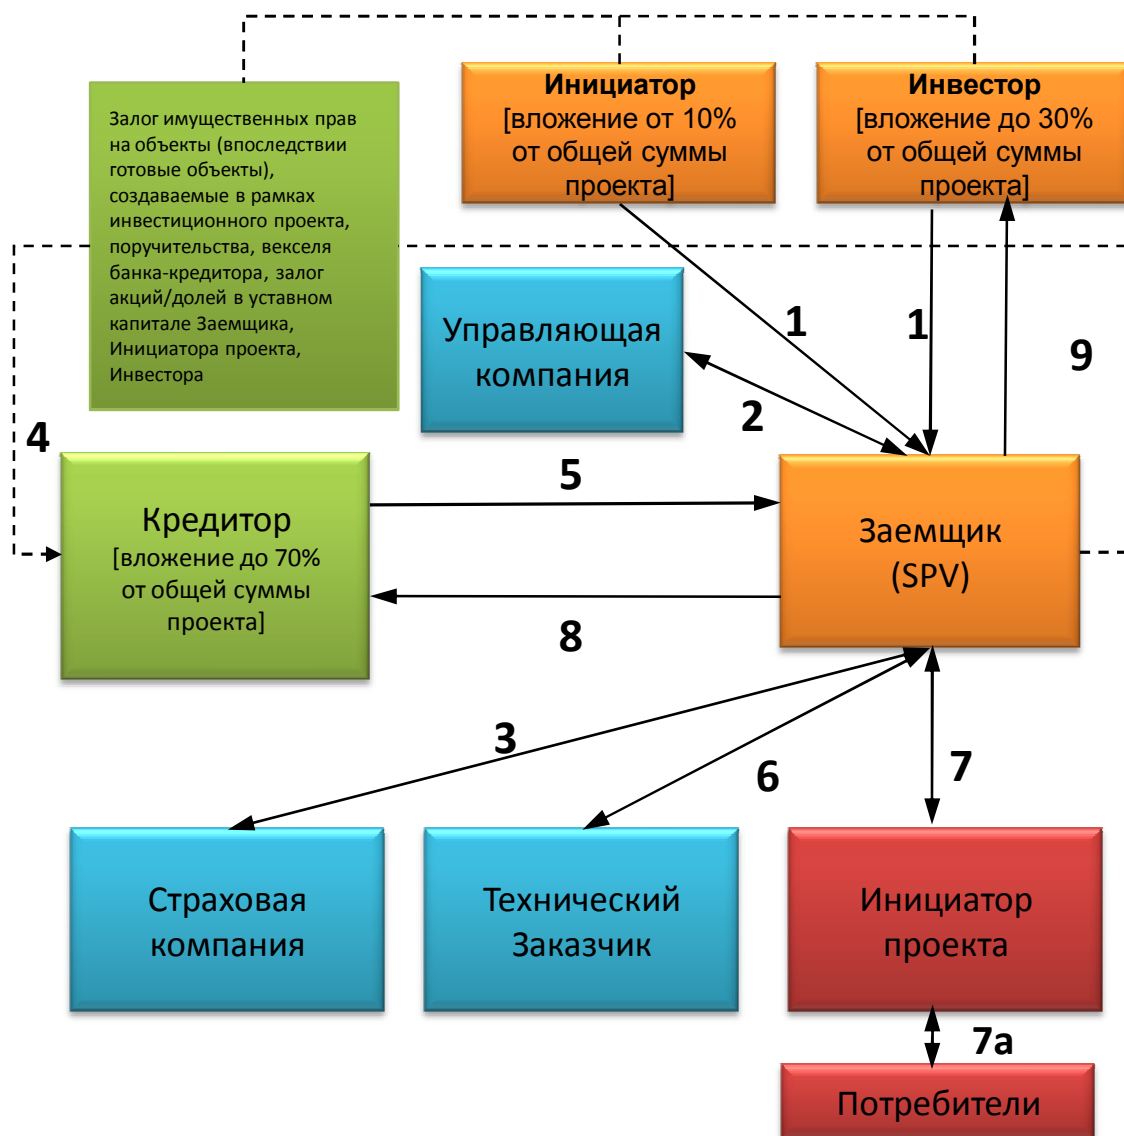 Инициатор
[вложение от 10%
от общей суммы
проекта]
Инвестор
[вложение до 30%
от общей суммы
проекта]
Залог имущественных прав
на объекты (впоследствии
готовые объекты),
создаваемые в рамках
инвестиционного проекта,
поручительства, векселя
банка-кредитора, залог
акций/долей в уставном
капитале Заемщика,
Инициатора проекта,
Инвестора
Управляющая
компания
1
1
9
2
4
Кредитор
[вложение до 70%
от общей суммы
проекта]
5
Заемщик
(SPV)
8
3
6
7
Страховая
компания
Технический
Заказчик
Инициатор
проекта
7а
Потребители